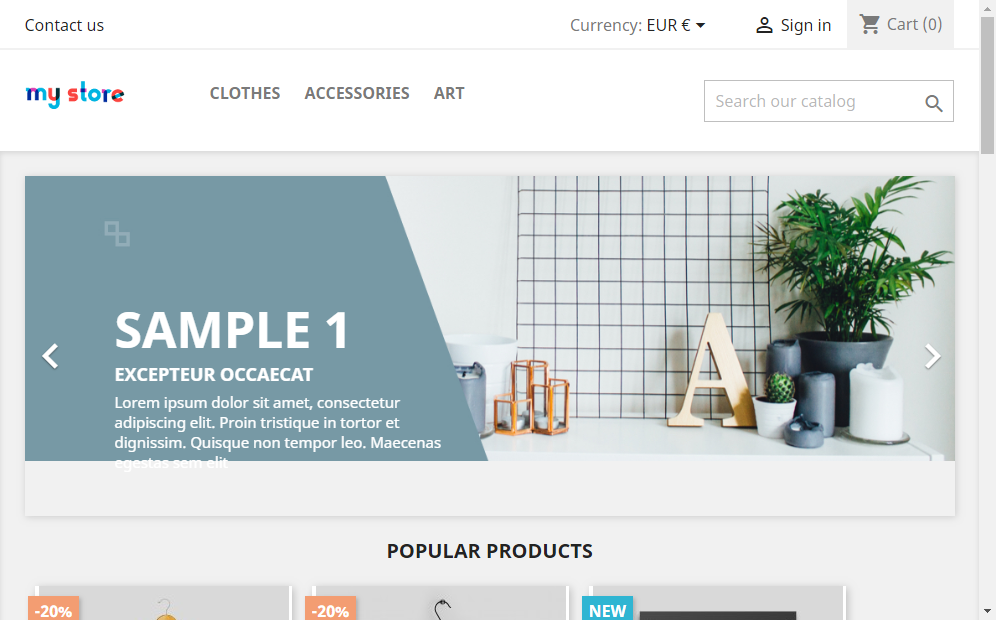 Contact us
Currency: EUR €
Sign in
Cart (0)
my store
CLOTHES
ACCESSORIES
ART
Search our catalog
SAMPLE 1
EXCEPTEUR OCCAECAT
Lorem ipsum dolor sit amet, consectetur
adipiscing elit. Proin tristique in tortor et
dignissim. Quisque non tempor leo. Maecenas
egestas sem elit
A
POPULAR PRODUCTS
-20%
-20%
NEW